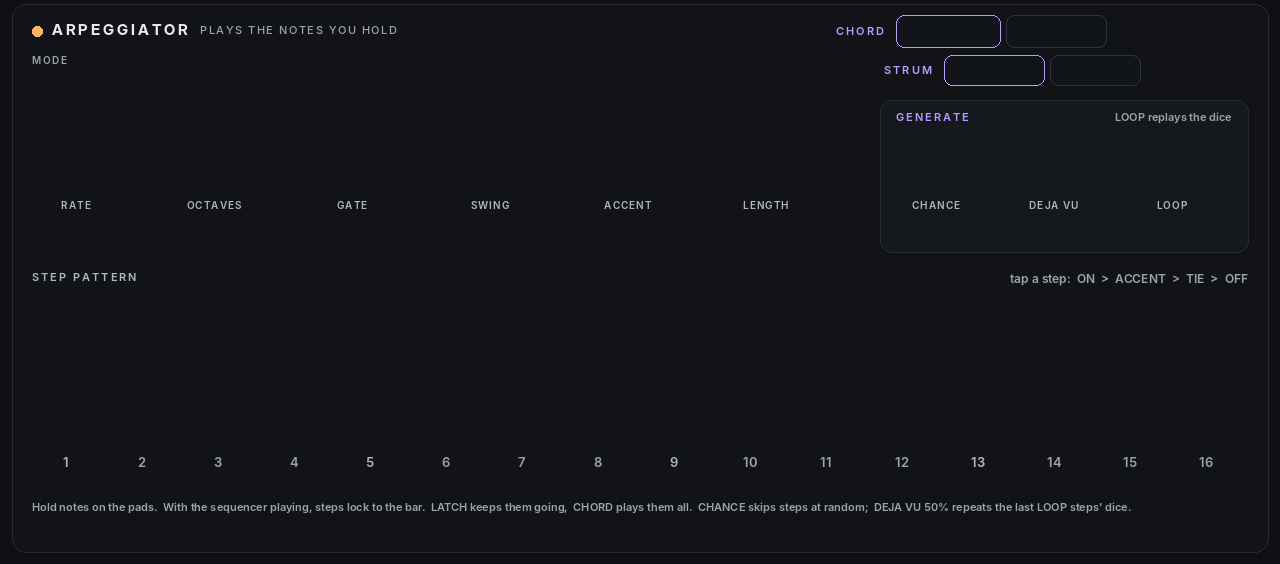 ARPEGGIATOR PLAYS THE NOTES YOU HOLD CHORD
MODE
STRUM
GENERATE LOOP replays the dice
RATE OCTAVES GATE SWING ACCENT LENGTH CHANCE DEJA VU LOOP
STEP PATTERN tap a step: ON > ACCENT > TIE > OFF
1 2 3 4 5 6 7 8 9 10 11 12 13 14 15 16
Hold notes on the pads. With the sequencer playing, steps lock to the bar. LATCH keeps them going, CHORD plays them all. CHANCE skips steps at random; DEJA VU 50% repeats the last LOOP steps' dice.